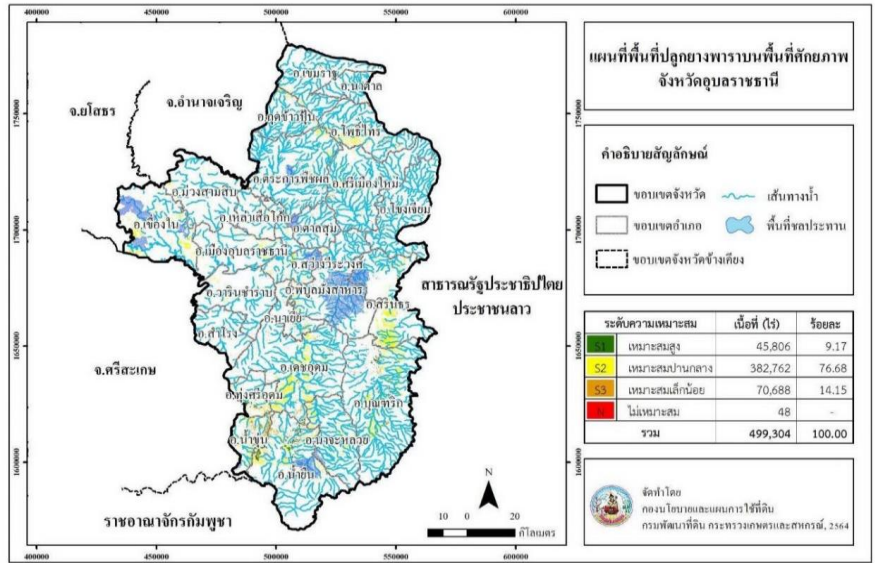 แผนที่พื้นที่ปลูกยางพาราบนพื้นที่ศักยภาพ
จังหวัดอุบลราชธานี
คำอธิบายสัญลักษณ์
ขอบเขตจังหวัด
เส้นทางน้ำ
ขอบเขตอำเภอ
พื้นที่ชลประทาน
ขอบเขตจังหวัดข้างเคียง
ระดับความเหมาะสม เนื้อที่ (ไร่) ร้อยละ
S1 เหมาะสมสูง 45,806 9.17
S2 เหมาะสมปานกลาง 382,762 76.68
S3 เหมาะสมเล็กน้อย 70,688 14.15
N ไม่เหมาะสม 48 -
รวม 499,304 100.00
จัดทำโดย
กองนโยบายและแผนการใช้ที่ดิน
กรมพัฒนาที่ดิน กระทรวงเกษตรและสหกรณ์, 2564
400000 450000 500000 550000 600000
1750000
1750000
1700000
1700000
1650000
1650000
1600000
1600000
400000 450000 500000 550000 600000
จ.ยโสธร
จ.อำนาจเจริญ
จ.ศรีสะเกษ
สาธารณรัฐประชาธิปไตย
ประชาชนลาว
ราชอาณาจักรกัมพูชา
อ.เขมราฐ
อ.นาตาล
อ.กุดข้าวปุ้น
อ.โพธิ์ไทร
อ.ตระการพืชผล
อ.ศรีเมืองใหม่
อ.ม่วงสามสิบ
อ.เขื่องใน
อ.เหล่าเสือโก้ก
อ.ตาลสุม
อ.โขงเจียม
อ.เมืองอุบลราชธานี
อ.สว่างวีระวงศ์
อ.วารินชำราบ
อ.พิบูลมังสาหาร
อ.สิรินธร
อ.นาเยีย
อ.สำโรง
อ.เดชอุดม
อ.ทุ่งศรีอุดม
อ.บุณฑริก
อ.น้ำขุ่น
อ.นาจะหลวย
อ.น้ำยืน
N
10 0 20
กิโลเมตร